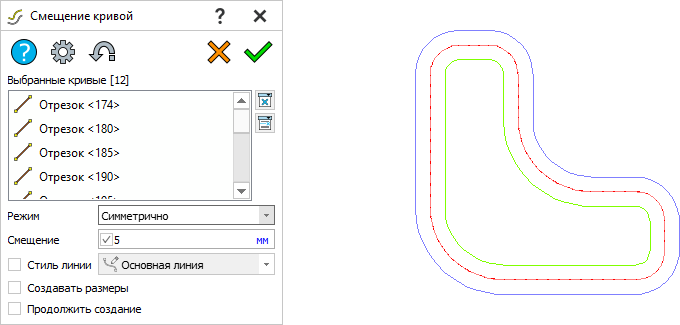 Смещение кривой ? ×
?
Выбранные кривые [12]
Отрезок <174>
Отрезок <180>
Отрезок <185>
Отрезок <190>
Режим Симметрично
Смещение 5 мм
Стиль линии Основная линия
Создавать размеры
Продолжить создание